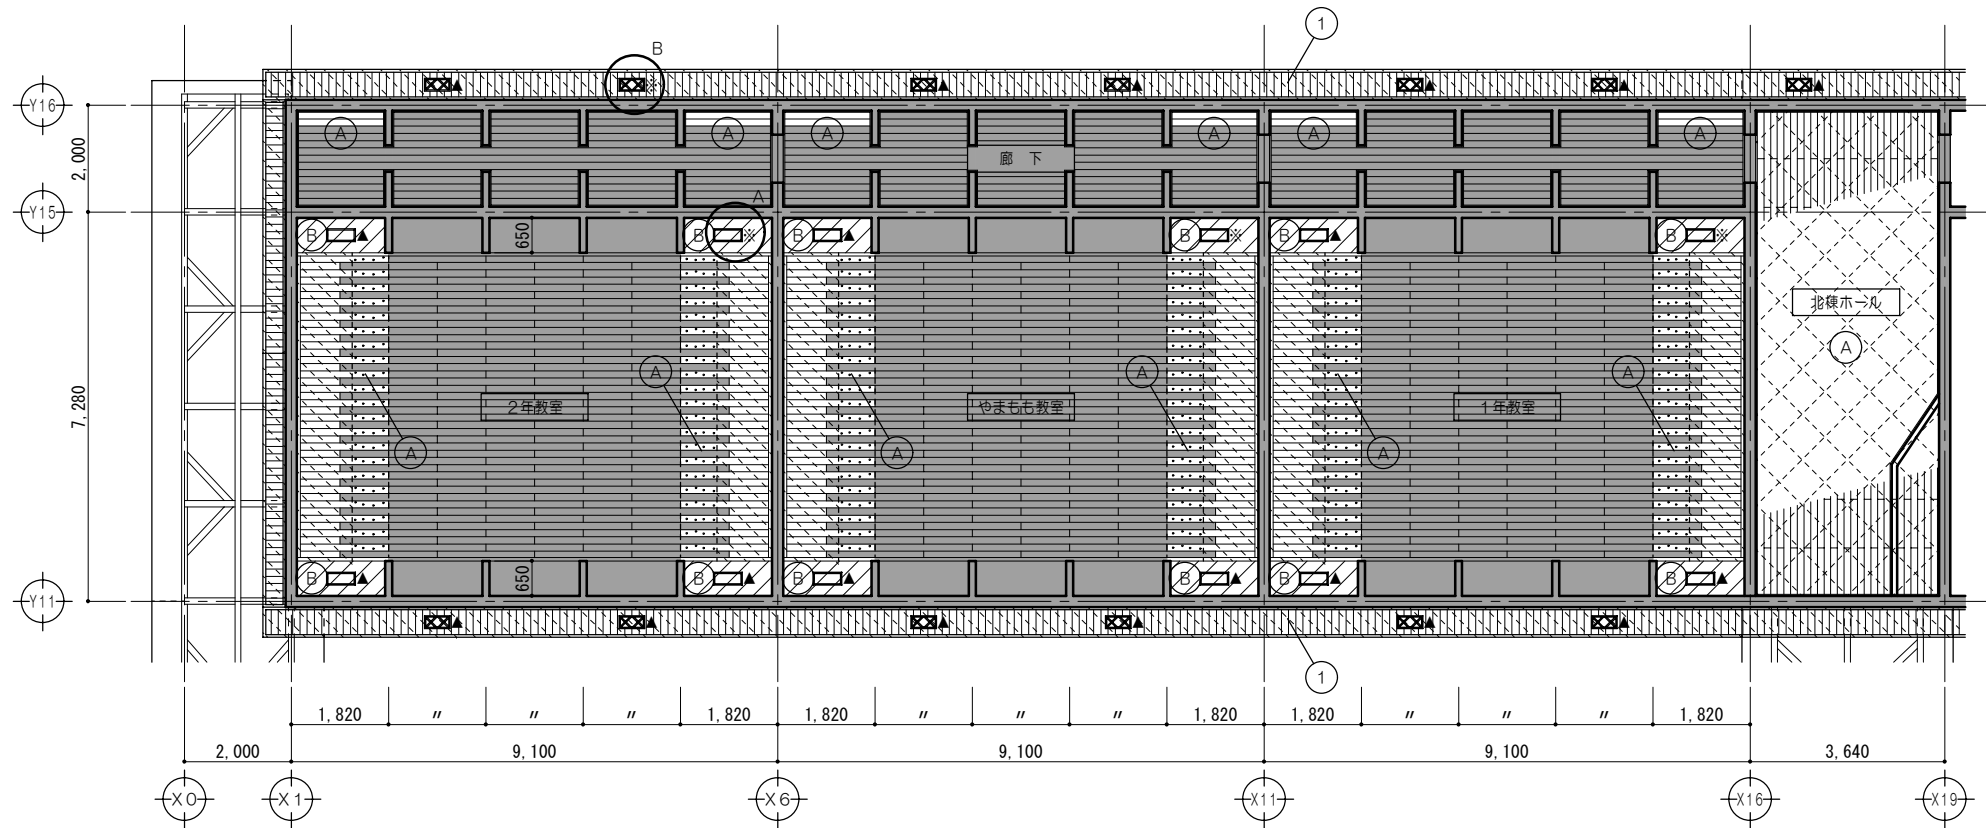 1
B
▲ ※ ▲ ▲ ▲ ▲ ▲
Y16
A A A A A A
2,000
廊 下
Y15
A
B ▲ 650 B ※ B ▲ B ※ B ▲ B ※
北棟ホール
A
A A A
7,280
2年教室 やまもも教室 1年教室
A A A
650
B ▲ B ▲ B ▲ B ▲ B ▲ B ▲
Y11
▲ ▲ ▲ ▲ ▲ ▲
1
1,820 〃 〃 〃 1,820 1,820 〃 〃 〃 1,820 1,820 〃 〃 〃 1,820
2,000 9,100 9,100 9,100 3,640
X0 X1 X6 X11 X16 X19